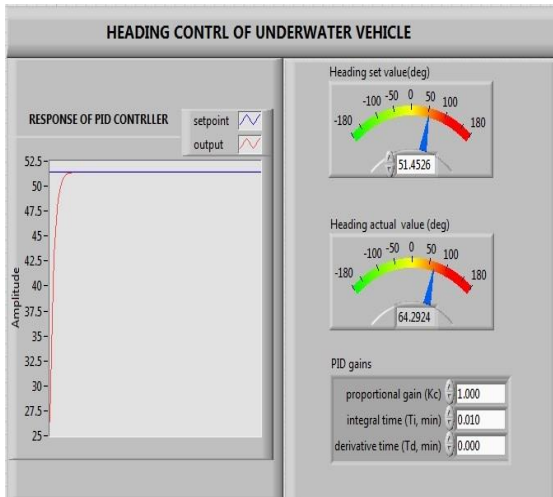 HEADING CONTRL OF UNDERWATER VEHICLE
RESPONSE OF PID CONTRLLER
setpoint
output
52.5
50
47.5
45
42.5
40
37.5
35
32.5
30
27.5
25
Amplitude
Heading set value(deg)
-180 -100 -50 0 50 100 180
51.4526
Heading actual value (deg)
-180 -100 -50 0 50 100 180
64.2924
PID gains
proportional gain (Kc) 1.000
integral time (Ti, min) 0.010
derivative time (Td, min) 0.000